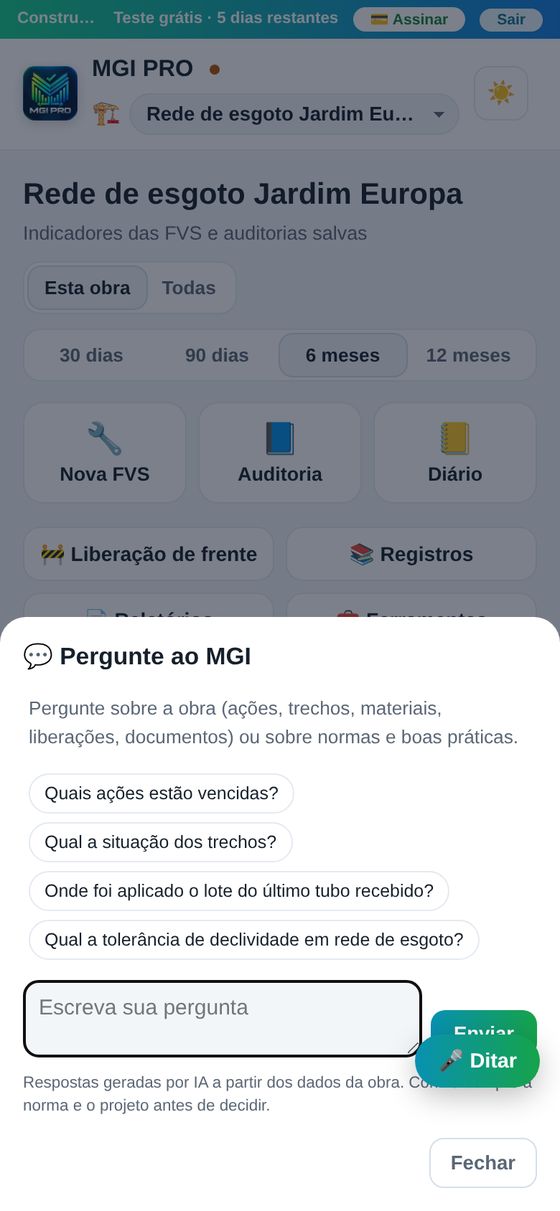 Constru…
Teste grátis · 5 dias restantes
💳 Assinar
Sair
MGI PRO
MGI PRO
Rede de esgoto Jardim Eu…
Rede de esgoto Jardim Europa
Indicadores das FVS e auditorias salvas
Esta obra
Todas
30 dias
90 dias
6 meses
12 meses
Nova FVS
Auditoria
Diário
🚧 Liberação de frente
📚 Registros
Relatórios
Ferramentas
💬 Pergunte ao MGI
Pergunte sobre a obra (ações, trechos, materiais,
liberações, documentos) ou sobre normas e boas práticas.
Quais ações estão vencidas?
Qual a situação dos trechos?
Onde foi aplicado o lote do último tubo recebido?
Qual a tolerância de declividade em rede de esgoto?
Escreva sua pergunta
Enviar
🎤 Ditar
Respostas geradas por IA a partir dos dados da obra. a
norma e o projeto antes de decidir.
Fechar